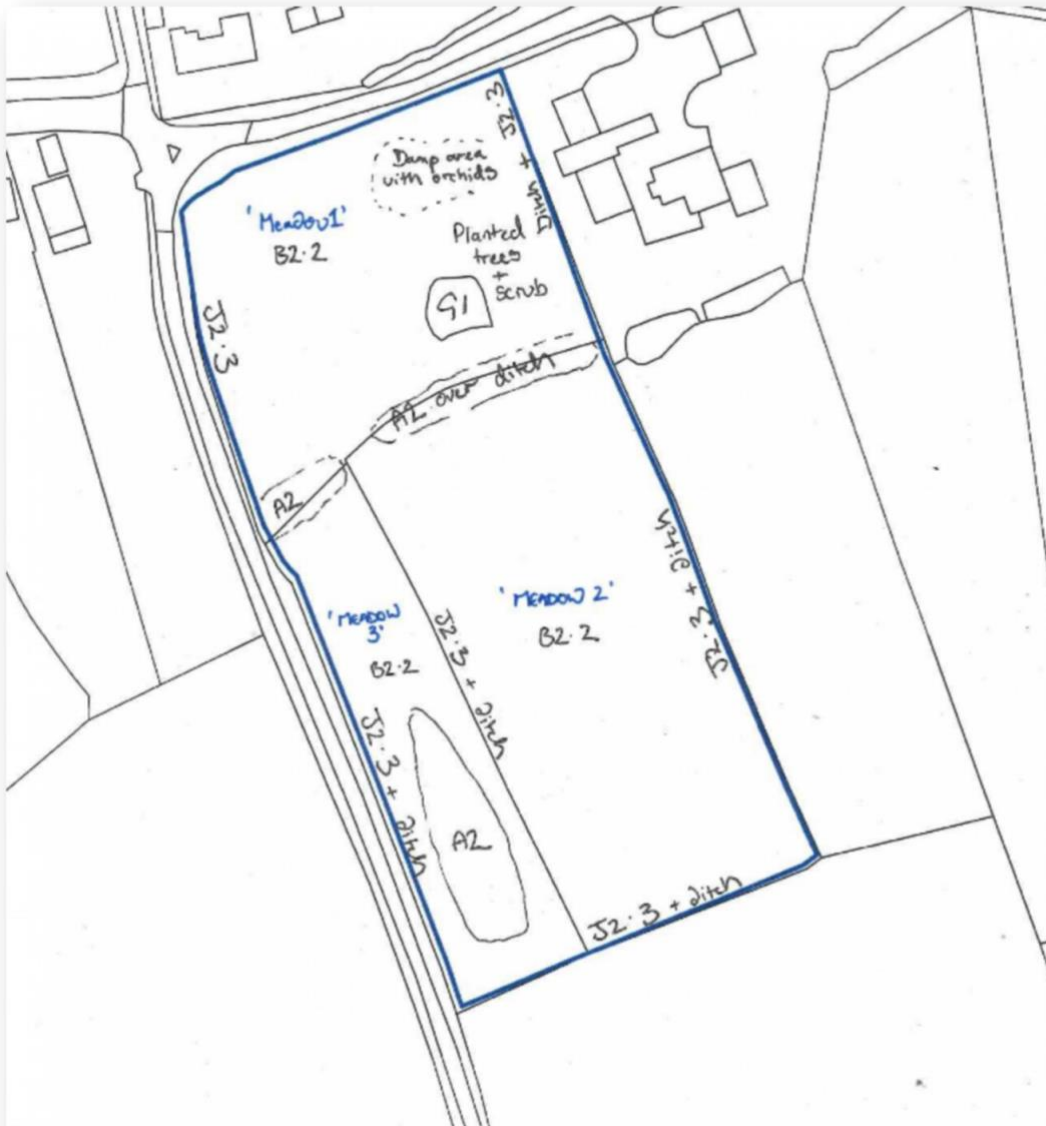 J2.3 + Ditch
Damp area
with orchids
'Meadow1'
B2.2
Planted
trees
+
scrub
G1
J2.3
A2 over ditch
A2
'MEADOW
3'
B2.2
J2.3 + ditch
'MEADOW 2'
B2.2
J2.3 + Ditch
J2.3 + ditch
A2
J2.3 + ditch